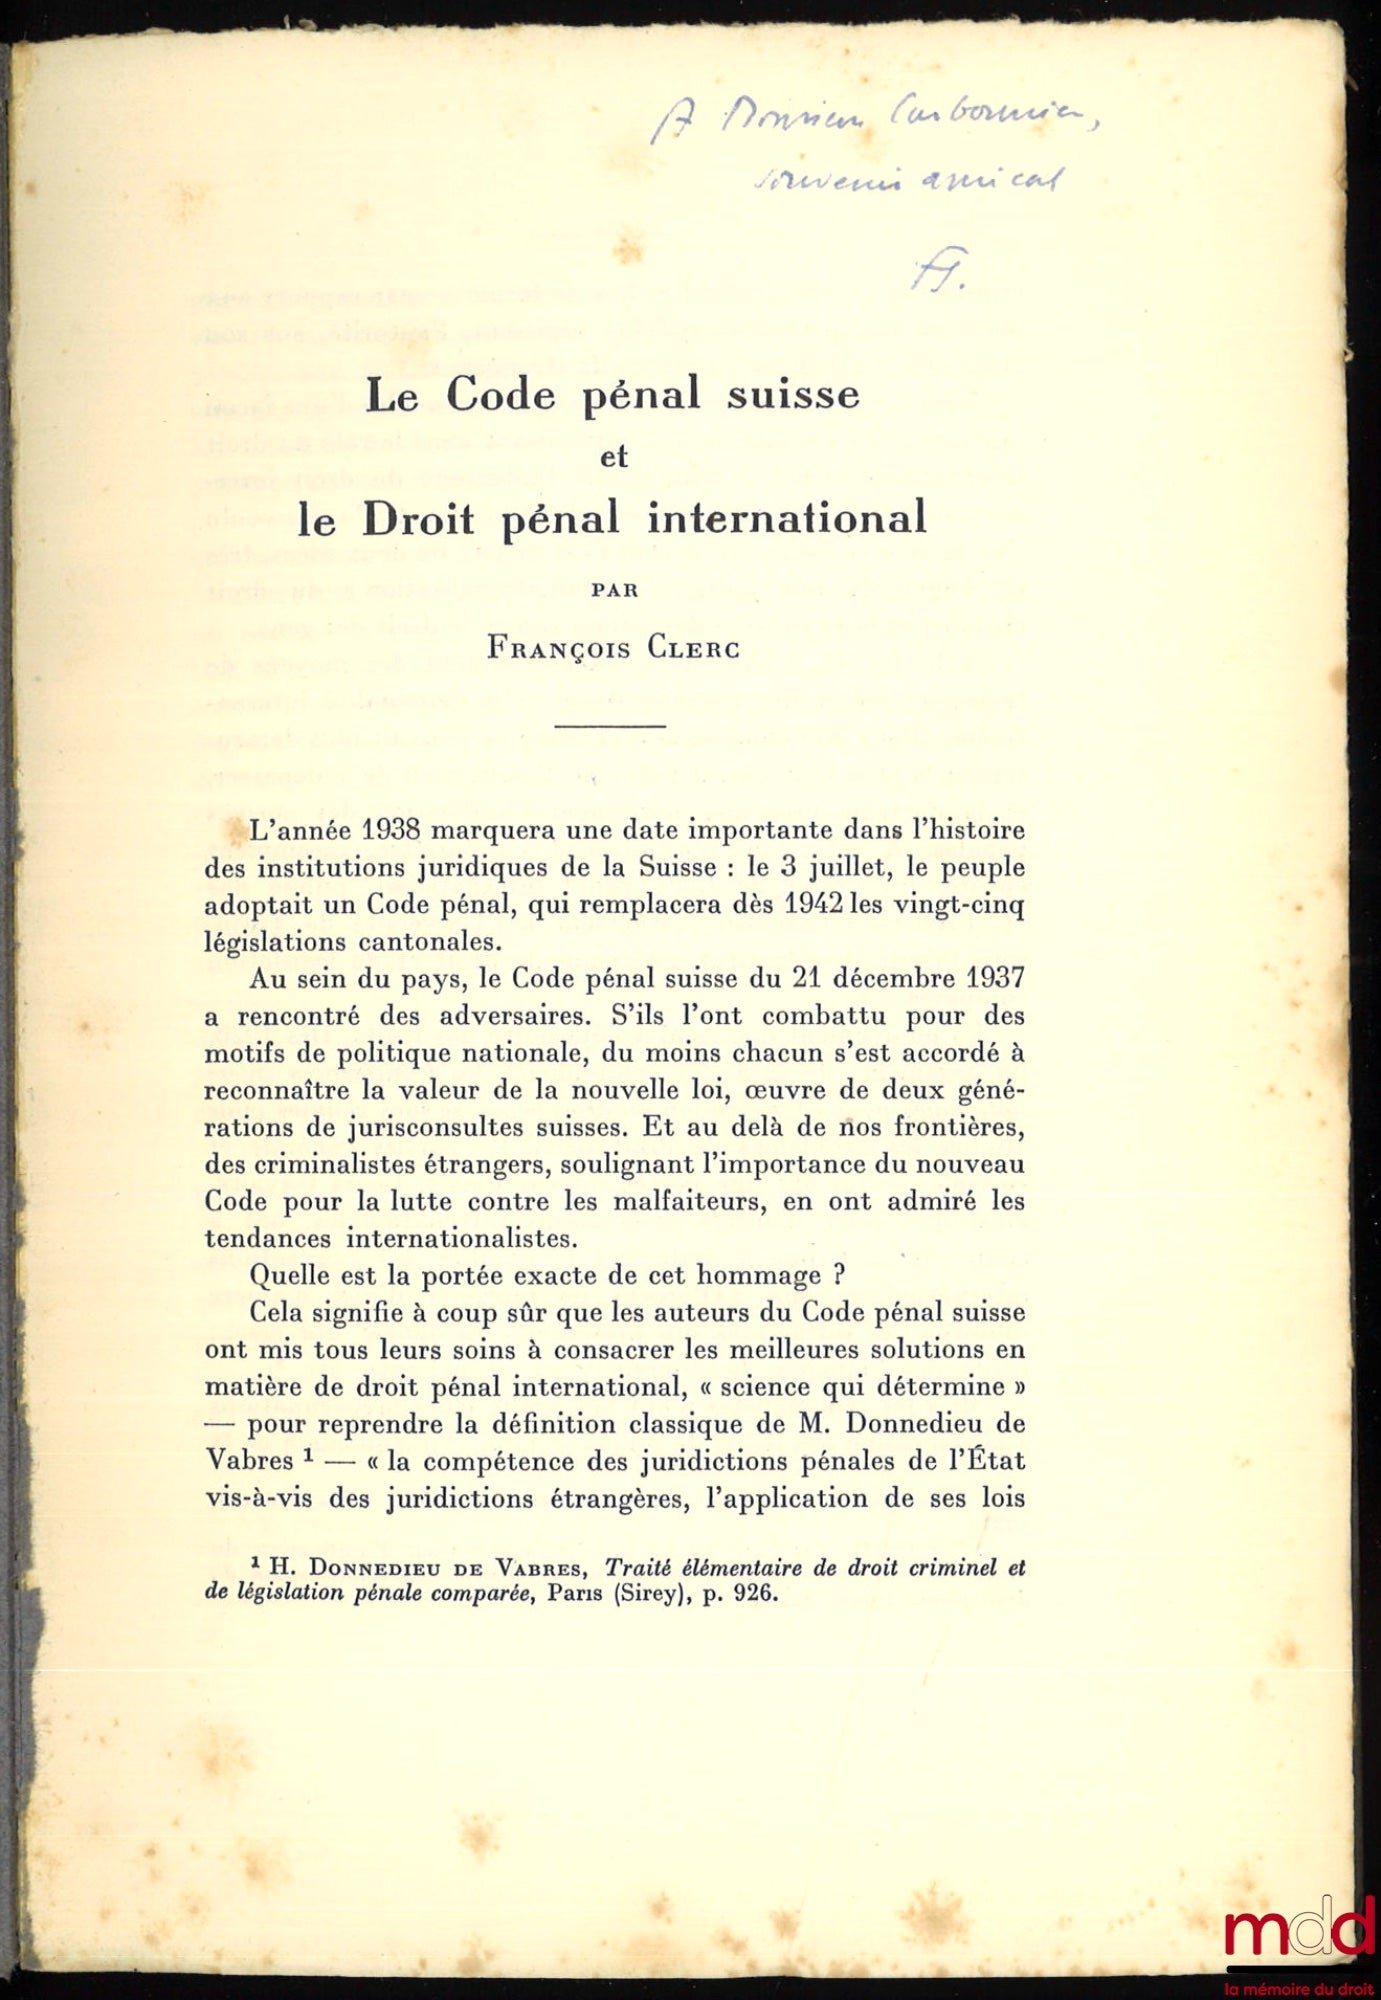 A Monsieur Carbonnier,
souvenir amical
Le Code pénal suisse
et
le Droit pénal international
PAR
FRANÇOIS CLERC
L'année 1938 marquera une date importante dans l'histoire
des institutions juridiques de la Suisse : le 3 juillet, le peuple
adoptait un Code pénal, qui remplacera dès 1942 les vingt-cinq
législations cantonales.
Au sein du pays, le Code pénal suisse du 21 décembre 1937
a rencontré des adversaires. S'ils l'ont combattu pour des
motifs de politique nationale, du moins chacun s'est accordé à
reconnaître la valeur de la nouvelle loi, œuvre de deux géné-
rations de jurisconsultes suisses. Et au delà de nos frontières,
des criminalistes étrangers, soulignant l'importance du nouveau
Code pour la lutte contre les malfaiteurs, en ont admiré les
tendances internationalistes.
Quelle est la portée exacte de cet hommage ?
Cela signifie à coup sûr que les auteurs du Code pénal suisse
ont mis tous leurs soins à consacrer les meilleures solutions en
matière de droit pénal international, « science qui détermine »
— pour reprendre la définition classique de M. Donnedieu de
Vabres ¹ — « la compétence des juridictions pénales de l'État
vis-à-vis des juridictions étrangères, l'application de ses lois
¹ H. DONNEDIEU DE VABRES, Traité élémentaire de droit criminel et
de législation pénale comparée, Paris (Sirey), p. 926.
mdd
la mémoire du droit